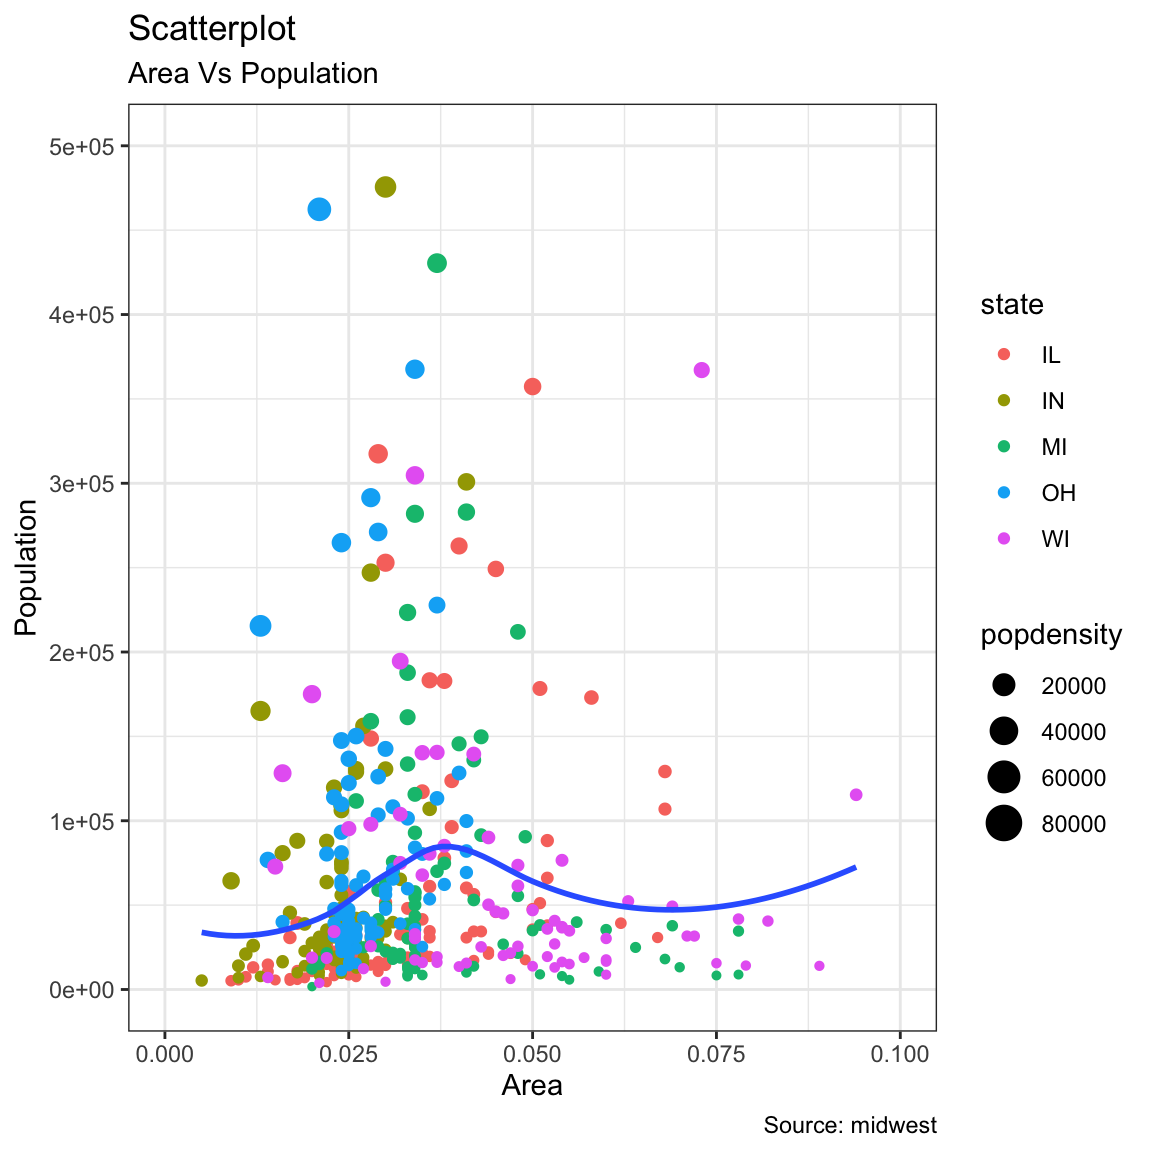 Scatterplot
Area Vs Population
5e+05
4e+05
3e+05
2e+05
1e+05
0e+00
Population
0.000 0.025 0.050 0.075 0.100
Area
state
IL
IN
MI
OH
WI
popdensity
20000
40000
60000
80000
Source: midwest